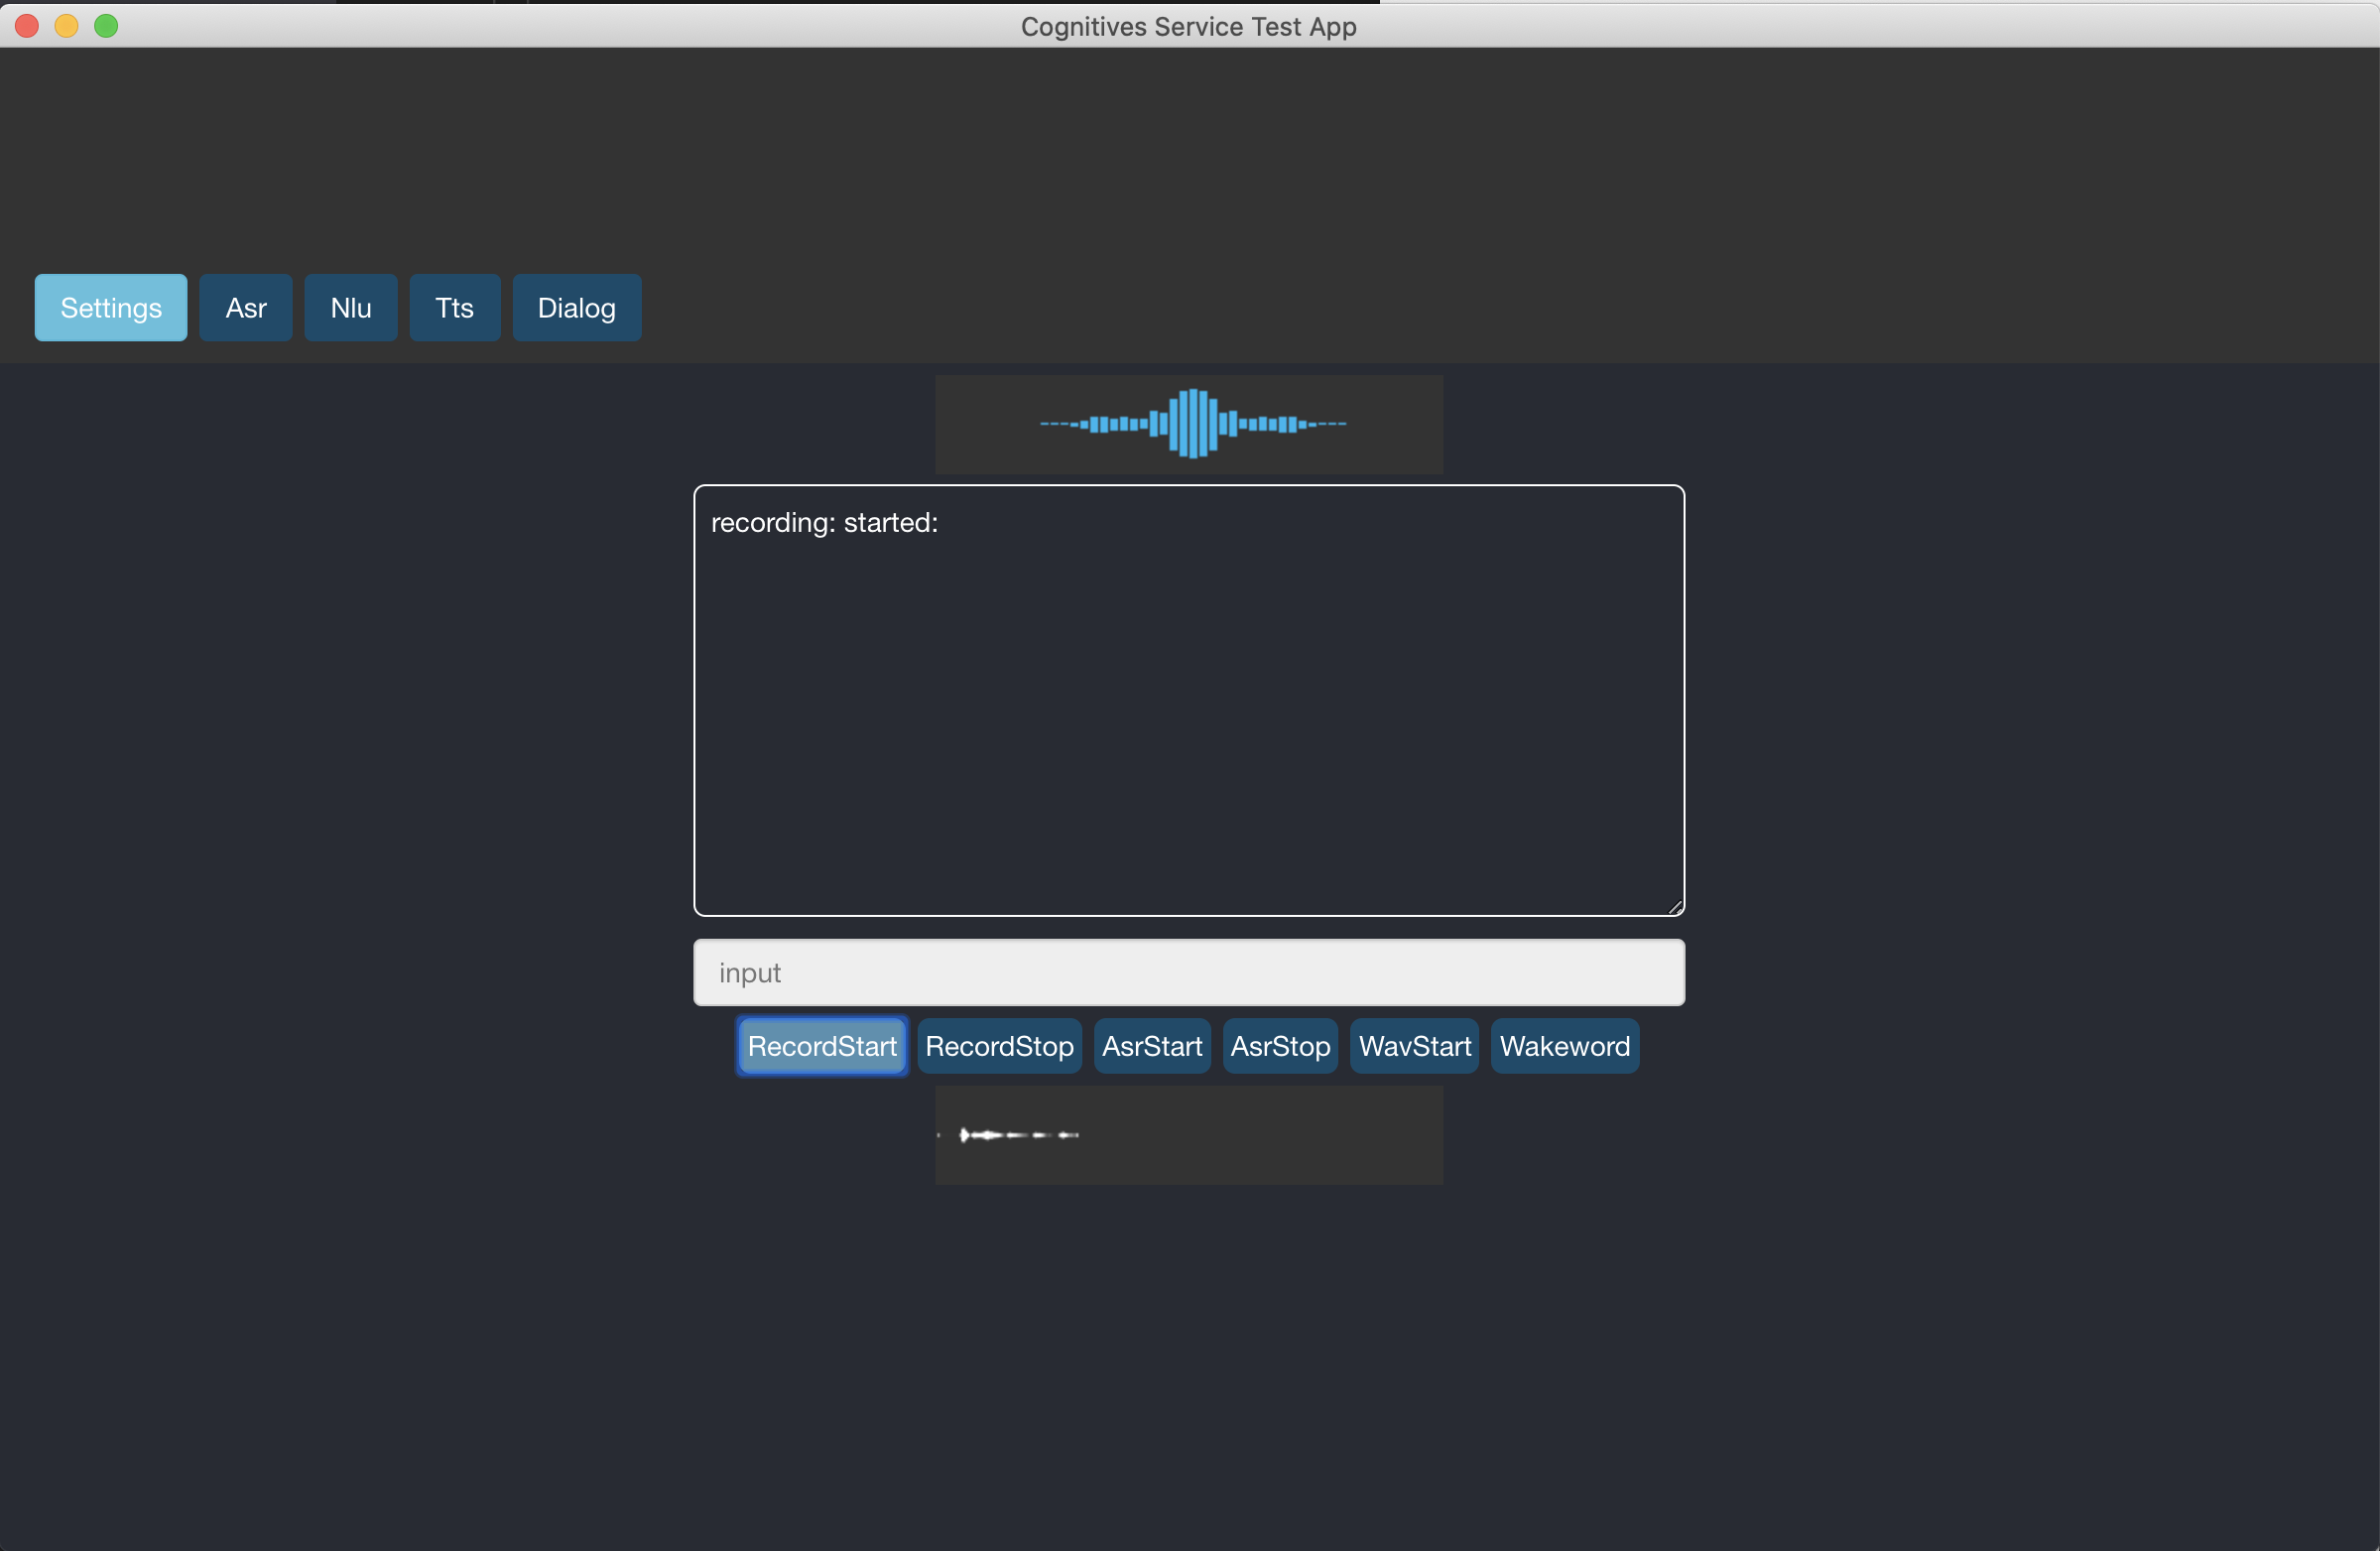 Cognitives Service Test App
Settings Asr Nlu Tts Dialog
recording: started:
input
RecordStart RecordStop AsrStart AsrStop WavStart Wakeword